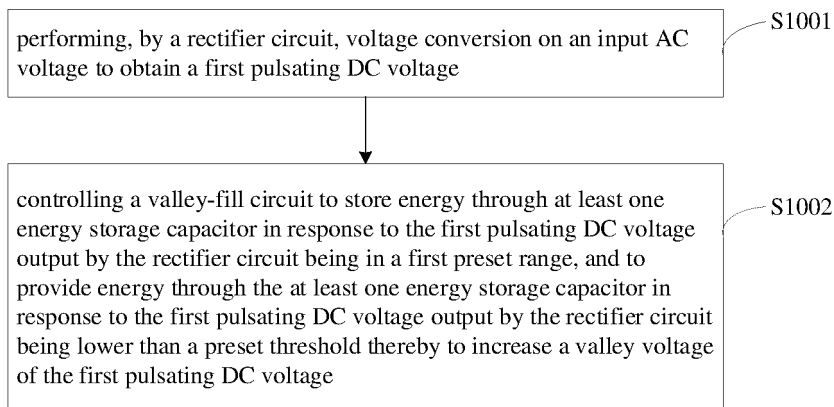 performing, by a rectifier circuit, voltage conversion on an input AC
voltage to obtain a first pulsating DC voltage
S1001
controlling a valley-fill circuit to store energy through at least one
energy storage capacitor in response to the first pulsating DC voltage
output by the rectifier circuit being in a first preset range, and to
provide energy through the at least one energy storage capacitor in
response to the first pulsating DC voltage output by the rectifier circuit
being lower than a preset threshold thereby to increase a valley voltage
of the first pulsating DC voltage
S1002